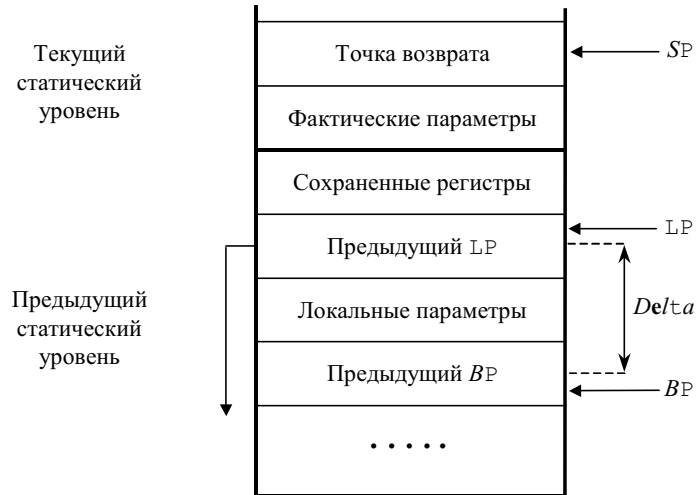 Текущий
статический
уровень
Точка возврата
SP
Фактические параметры
Сохраненные регистры
LP
Предыдущий LP
Delta
Предыдущий
статический
уровень
Локальные параметры
Предыдущий BP
BP
. . . . .